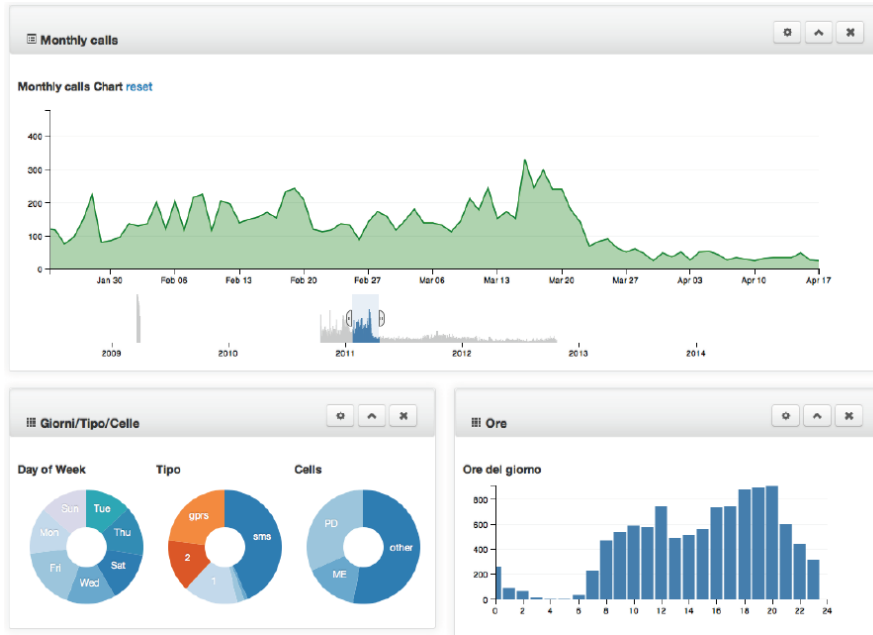 Monthly calls
Monthly calls Chart reset
400
300
200
100
0
Jan 30 Feb 06 Feb 13 Feb 20 Feb 27 Mar 06 Mar 13 Mar 20 Mar 27 Apr 03 Apr 10 Apr 17
2009 2010 2011 2012 2013 2014
Giorni/Tipo/Celle
Day of Week Tipo Cells
Sun Tue Thu Sat Wed Fri Mon
gprs sms 2 1
PD other ME
Ore
Ore del giorno
800
600
400
200
0
0 2 4 6 8 10 12 14 16 18 20 22 24